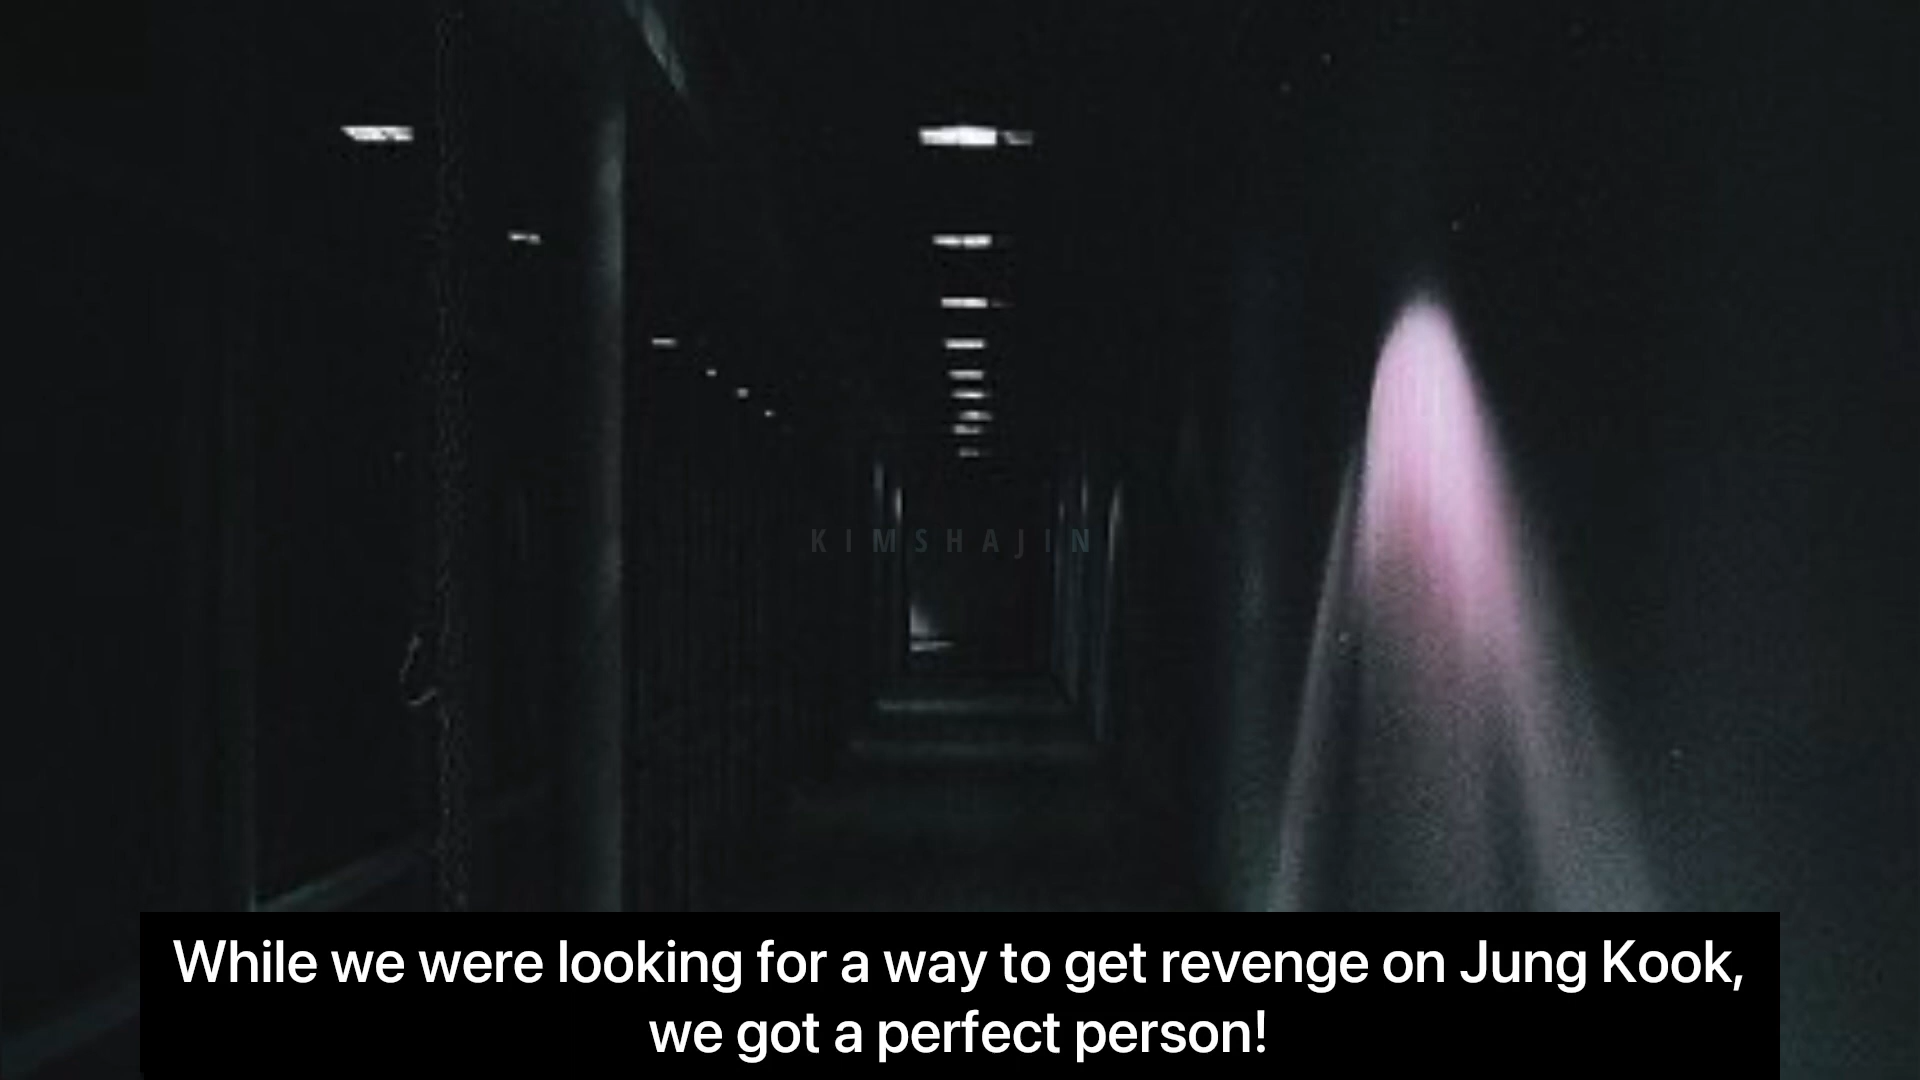 KIMSHAJIN
While we were looking for a way to get revenge on Jung Kook,
we got a perfect person!